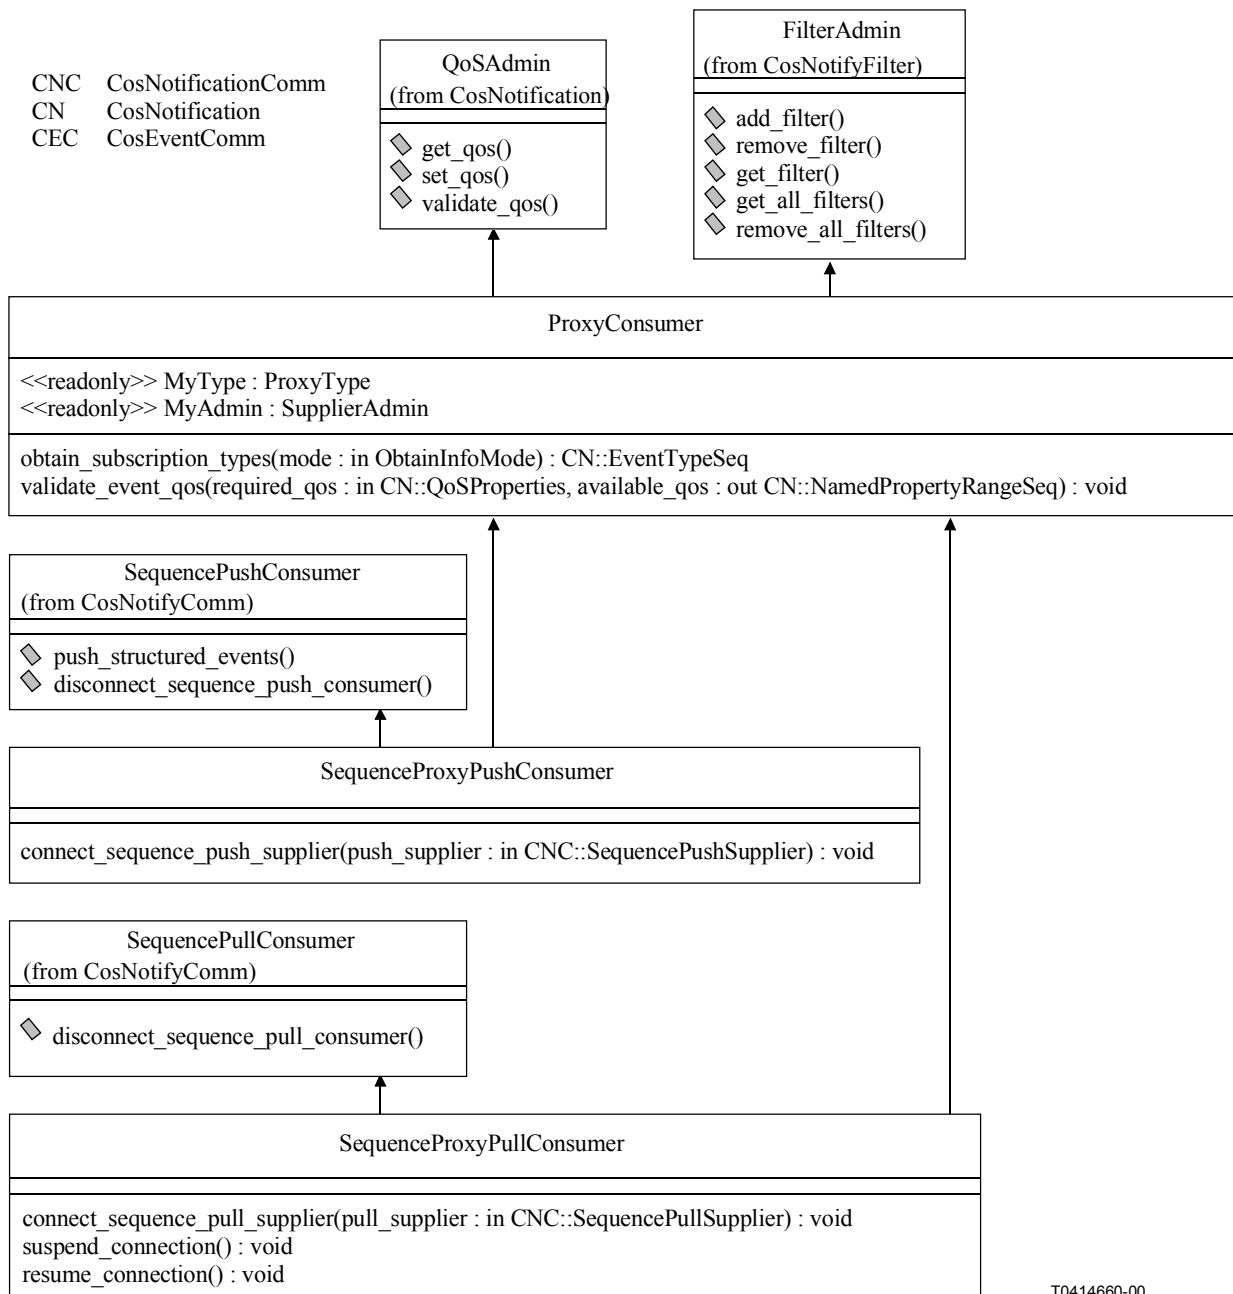 CNC CosNotificationComm
CN CosNotification
CEC CosEventComm
QoSAdmin
(from CosNotification)
get_qos()
set_qos()
validate_qos()
FilterAdmin
(from CosNotifyFilter)
add_filter()
remove_filter()
get_filter()
get_all_filters()
remove_all_filters()
ProxyConsumer
<<readonly>> MyType : ProxyType
<<readonly>> MyAdmin : SupplierAdmin
obtain_subscription_types(mode : in ObtainInfoMode) : CN::EventTypeSeq
validate_event_qos(required_qos : in CN::QoSProperties, available_qos : out CN::NamedPropertyRangeSeq) : void
SequencePushConsumer
(from CosNotifyComm)
push_structured_events()
disconnect_sequence_push_consumer()
SequenceProxyPushConsumer
connect_sequence_push_supplier(push_supplier : in CNC::SequencePushSupplier) : void
SequencePullConsumer
(from CosNotifyComm)
disconnect_sequence_pull_consumer()
SequenceProxyPullConsumer
connect_sequence_pull_supplier(pull_supplier : in CNC::SequencePullSupplier) : void
suspend_connection() : void
resume_connection() : void
T0414660-00